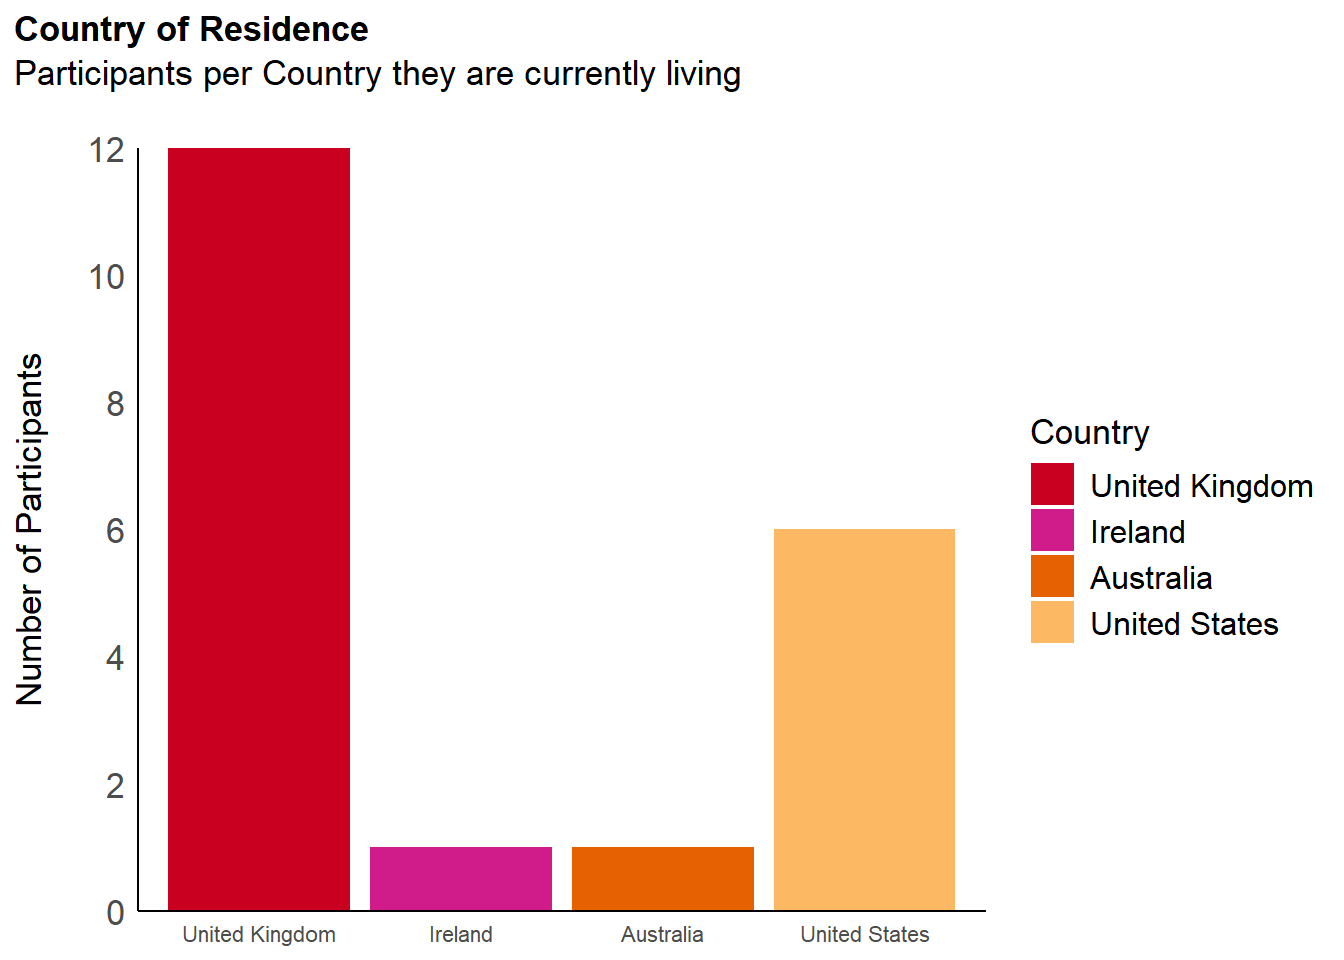 Country of Residence
Participants per Country they are currently living
Number of Participants
12
10
8
6
4
2
0
United Kingdom
Ireland
Australia
United States
Country
United Kingdom
Ireland
Australia
United States